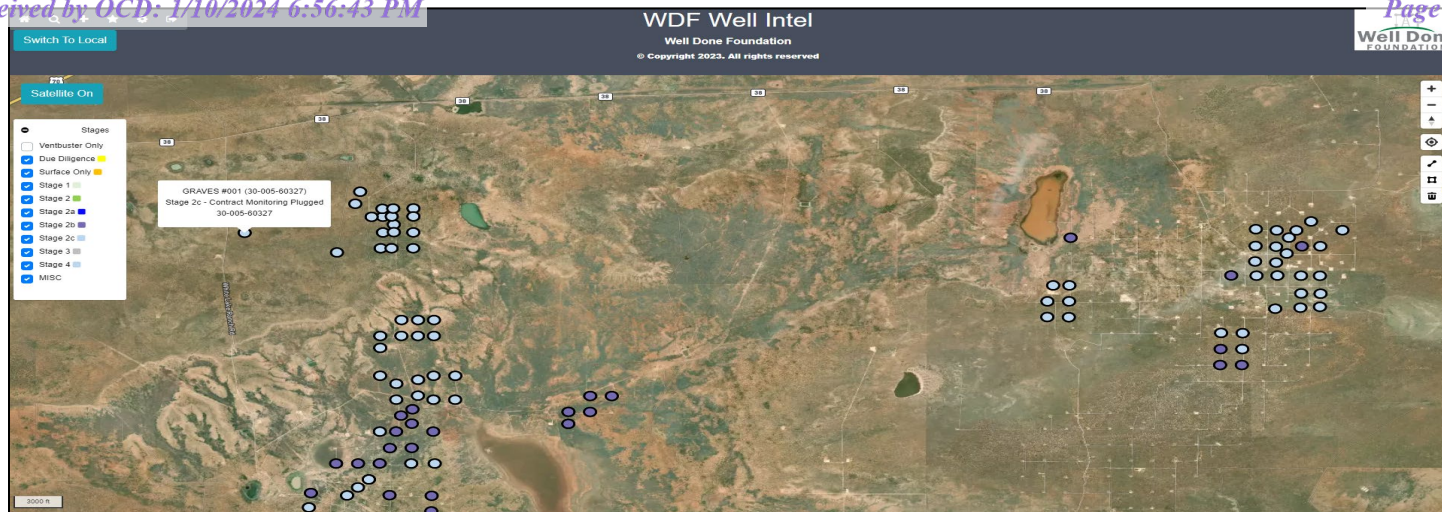 eived by OCD: 1/10/2024 6:56:43 PM
Page
Switch To Local
WDF Well Intel
Well Done Foundation
© Copyright 2023. All rights reserved
Well Don
FOUNDATION
Satellite On
38
38
38
38
38
38
38
Stages
Ventbuster Only
Due Diligence
Surface Only
Stage 1
Stage 2
Stage 2a
Stage 2b
Stage 2c
Stage 3
Stage 4
MISC
GRAVES #001 (30-005-60327)
Stage 2c - Contract Monitoring Plugged
30-005-60327
3000 ft